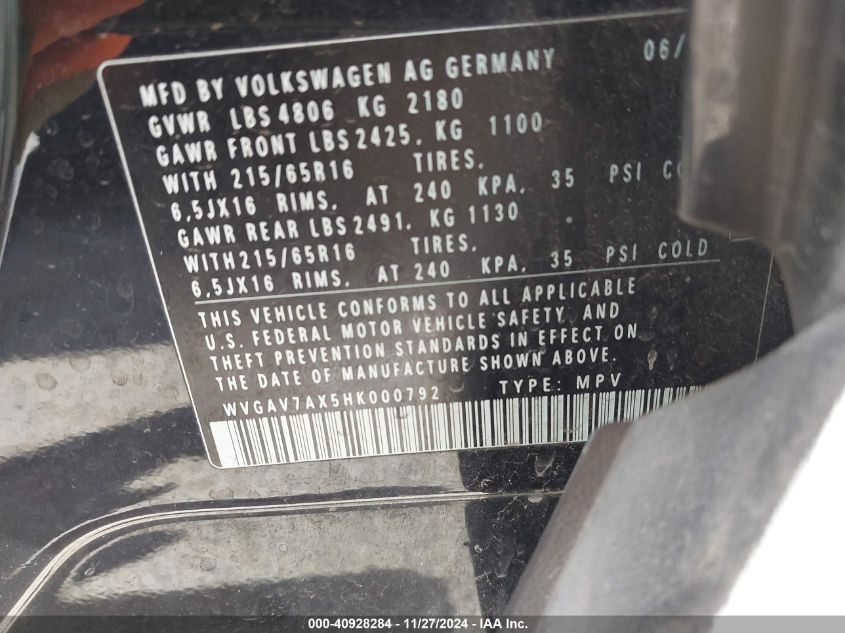 MFD BY VOLKSWAGEN AG GERMANY 06/
GVWR LBS 4806 KG 2180
GAWR FRONT LBS 2425. KG 1100
WITH 215/65R16 TIRES.
6,5JX16 RIMS. AT 240 KPA. 35 PSI CO
GAWR REAR LBS 2491. KG 1130
WITH 215/65R16 TIRES.
6,5JX16 RIMS. AT 240 KPA. 35 PSI COLD
THIS VEHICLE CONFORMS TO ALL APPLICABLE
U.S. FEDERAL MOTOR VEHICLE SAFETY AND
THEFT PREVENTION STANDARDS IN EFFECT ON
THE DATE OF MANUFACTURE SHOWN ABOVE.
WVGAV7AX5HK000792 TYPE: MPV
000-40928284 - 11/27/2024 - IAA Inc.